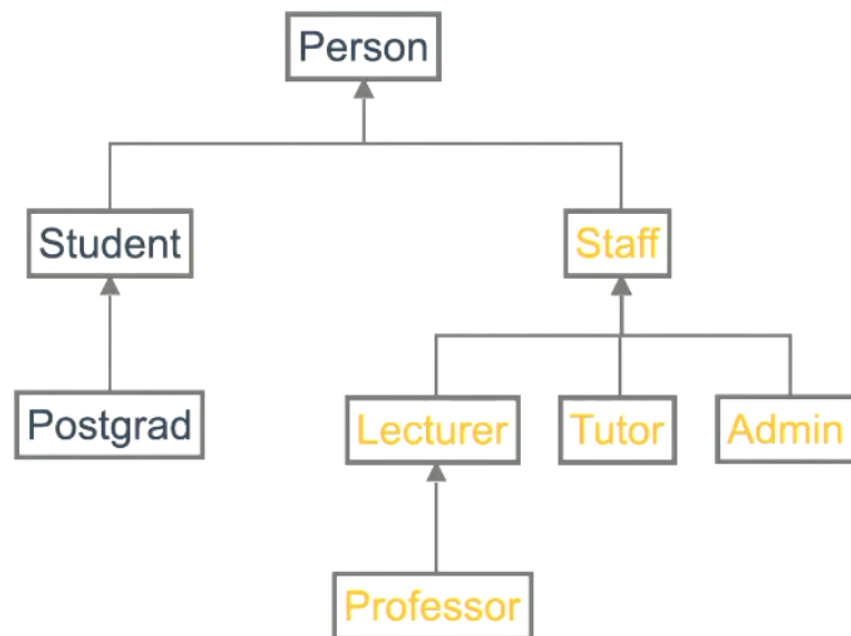 Person
Student
Staff
Postgrad
Lecturer
Tutor
Admin
Professor